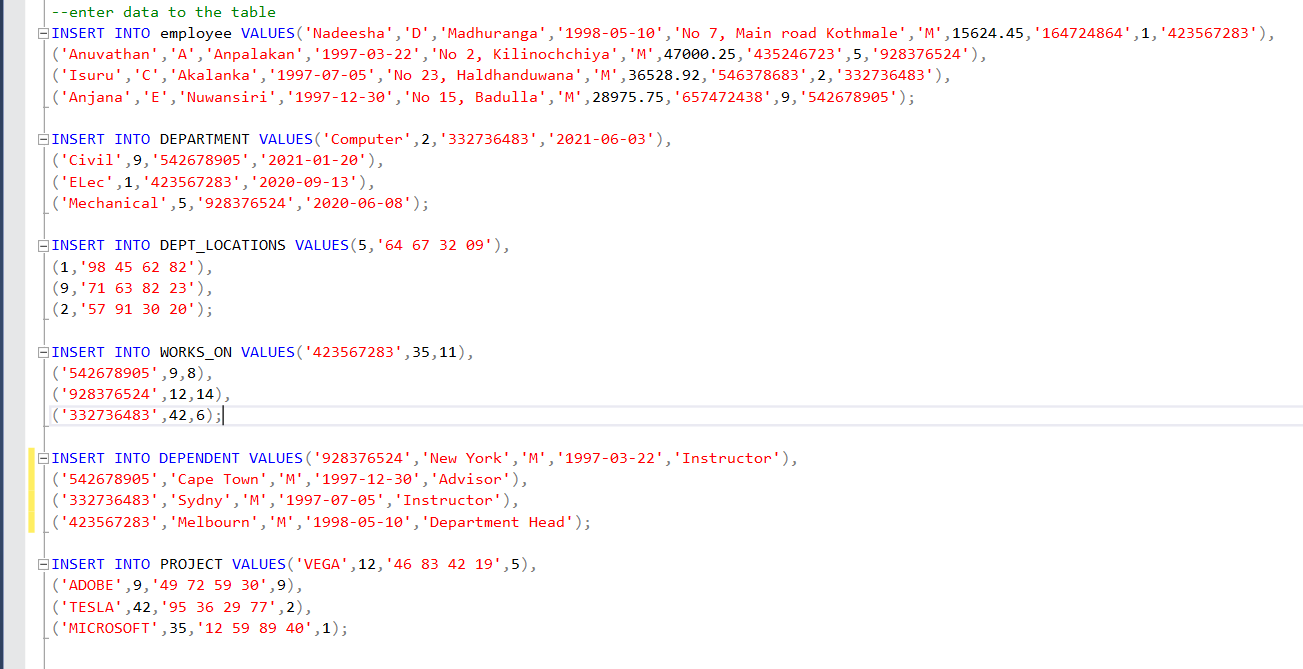 --enter data to the table
INSERT INTO employee VALUES('Nadeesha','D','Madhuranga','1998-05-10','No 7, Main road Kothmale','M',15624.45,'164724864',1,'423567283'),
('Anuvathan','A','Anpalakan','1997-03-22','No 2, Kilinochchiya','M',47000.25,'435246723',5,'928376524'),
('Isuru','C','Akalanka','1997-07-05','No 23, Haldhanduwana','M',36528.92,'546378683',2,'332736483'),
('Anjana','E','Nuwansiri','1997-12-30','No 15, Badulla','M',28975.75,'657472438',9,'542678905');
INSERT INTO DEPARTMENT VALUES('Computer',2,'332736483','2021-06-03'),
('Civil',9,'542678905','2021-01-20'),
('ELec',1,'423567283','2020-09-13'),
('Mechanical',5,'928376524','2020-06-08');
INSERT INTO DEPT_LOCATIONS VALUES(5,'64 67 32 09'),
(1,'98 45 62 82'),
(9,'71 63 82 23'),
(2,'57 91 30 20');
INSERT INTO WORKS_ON VALUES('423567283',35,11),
('542678905',9,8),
('928376524',12,14),
('332736483',42,6);
INSERT INTO DEPENDENT VALUES('928376524','New York','M','1997-03-22','Instructor'),
('542678905','Cape Town','M','1997-12-30','Advisor'),
('332736483','Sydny','M','1997-07-05','Instructor'),
('423567283','Melbourn','M','1998-05-10','Department Head');
INSERT INTO PROJECT VALUES('VEGA',12,'46 83 42 19',5),
('ADOBE',9,'49 72 59 30',9),
('TESLA',42,'95 36 29 77',2),
('MICROSOFT',35,'12 59 89 40',1);